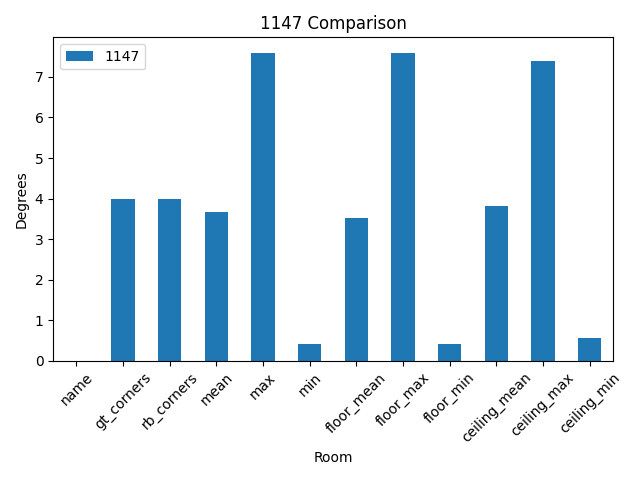 1147 Comparison
1147
Degrees
7
6
5
4
3
2
1
0
name
gt_corners
rb_corners
mean
max
min
floor_mean
floor_max
floor_min
ceiling_mean
ceiling_max
ceiling_min
Room